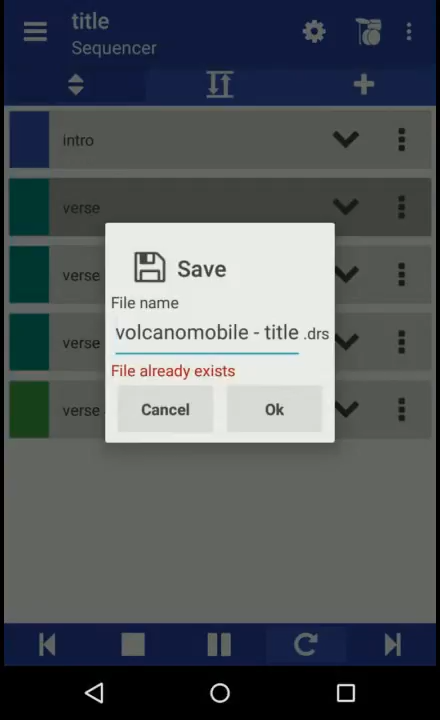 title
Sequencer
intro
verse
verse
verse
verse
Save
File name
volcanomobile - title .drs
File already exists
Cancel Ok